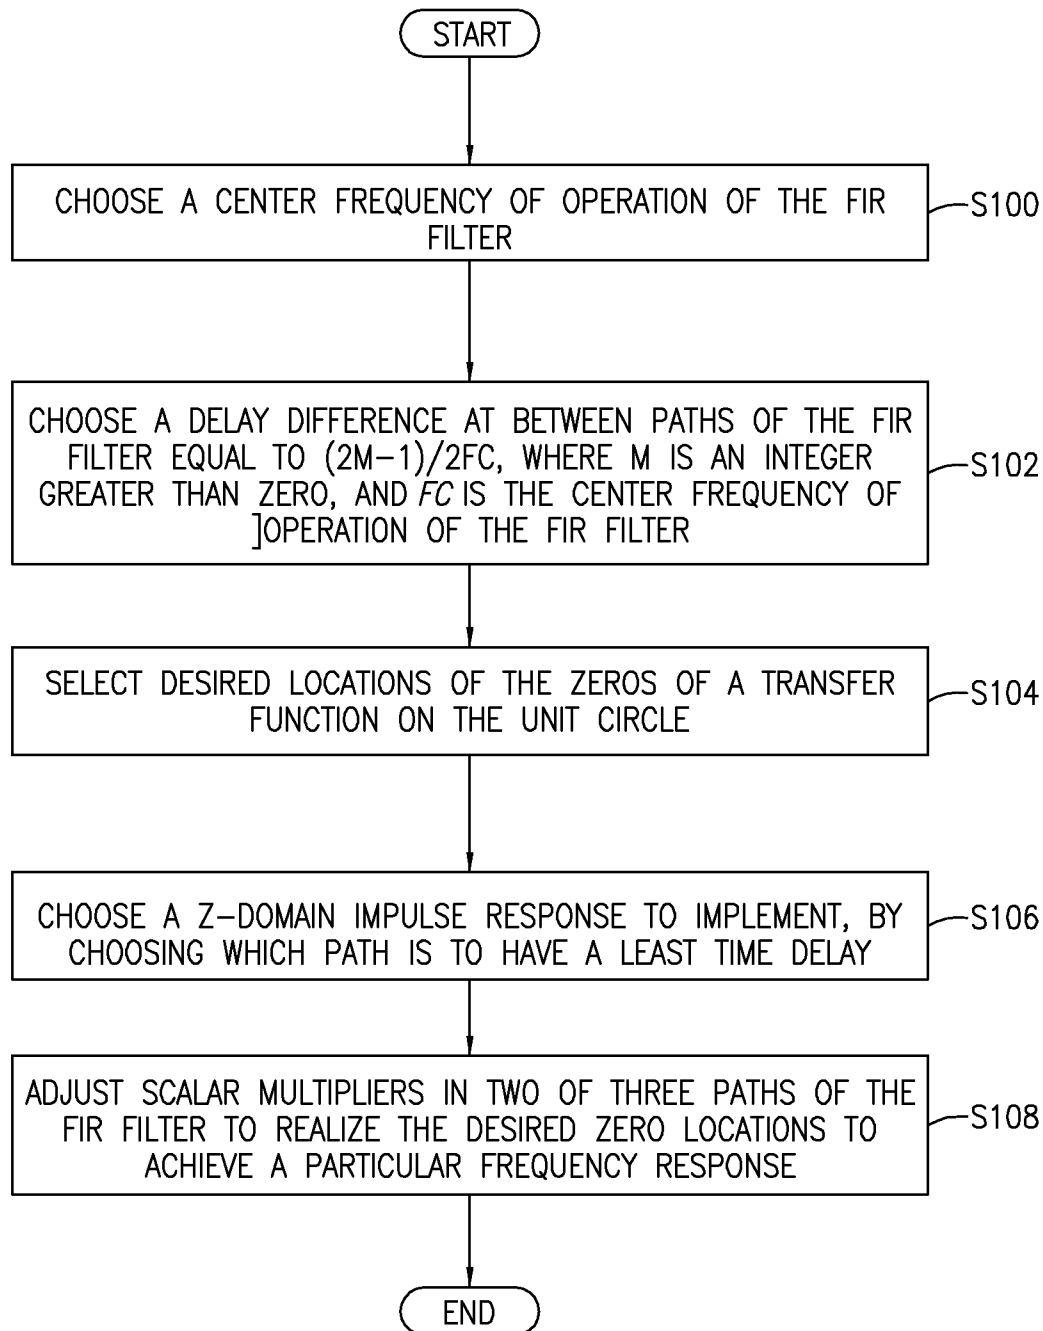 START
CHOOSE A CENTER FREQUENCY OF OPERATION OF THE FIR
FILTER
S100
CHOOSE A DELAY DIFFERENCE AT BETWEEN PATHS OF THE FIR
FILTER EQUAL TO (2M-1)/2FC, WHERE M IS AN INTEGER
GREATER THAN ZERO, AND FC IS THE CENTER FREQUENCY OF
]OPERATION OF THE FIR FILTER
S102
SELECT DESIRED LOCATIONS OF THE ZEROS OF A TRANSFER
FUNCTION ON THE UNIT CIRCLE
S104
CHOOSE A Z-DOMAIN IMPULSE RESPONSE TO IMPLEMENT, BY
CHOOSING WHICH PATH IS TO HAVE A LEAST TIME DELAY
S106
ADJUST SCALAR MULTIPLIERS IN TWO OF THREE PATHS OF THE
FIR FILTER TO REALIZE THE DESIRED ZERO LOCATIONS TO
ACHIEVE A PARTICULAR FREQUENCY RESPONSE
S108
END